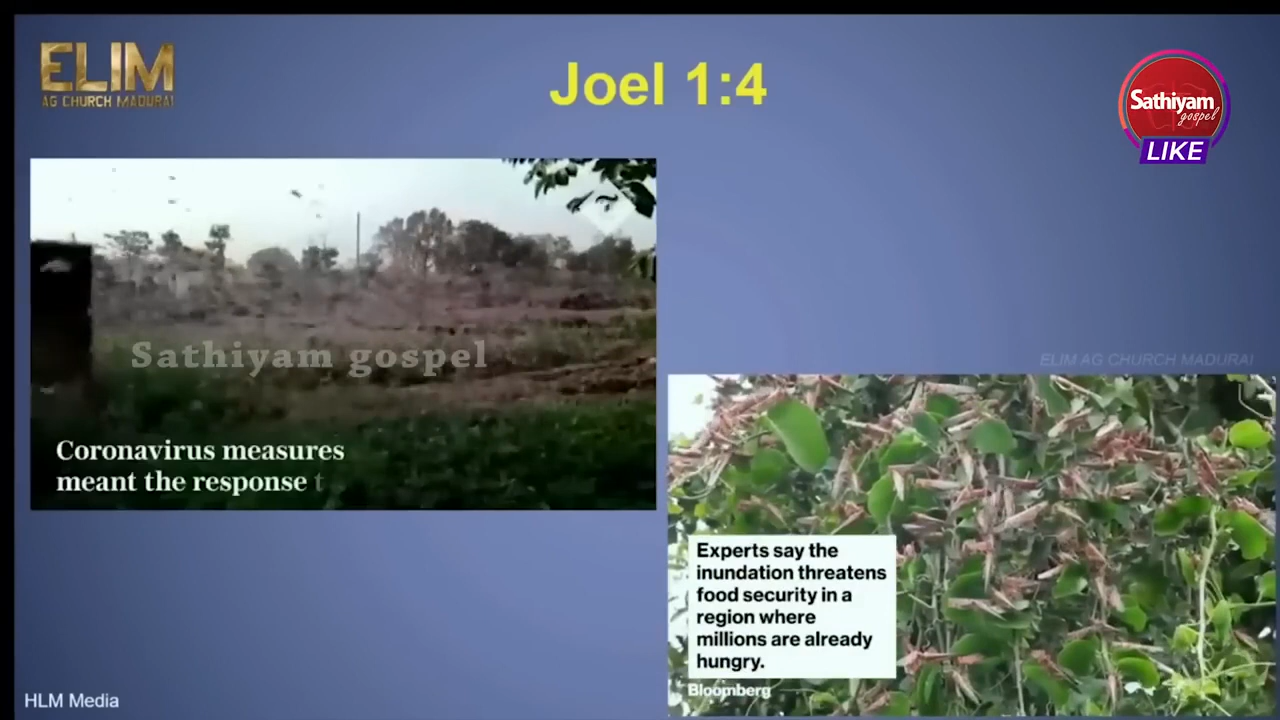 ELIM
AG CHURCH MADURAI
Joel 1:4
Sathiyam
gospel
LIKE
Sathiyam gospel
Coronavirus measures
meant the response t
ELIM AG CHURCH MADURAI
Experts say the
inundation threatens
food security in a
region where
millions are already
hungry.
Bloomberg
HLM Media